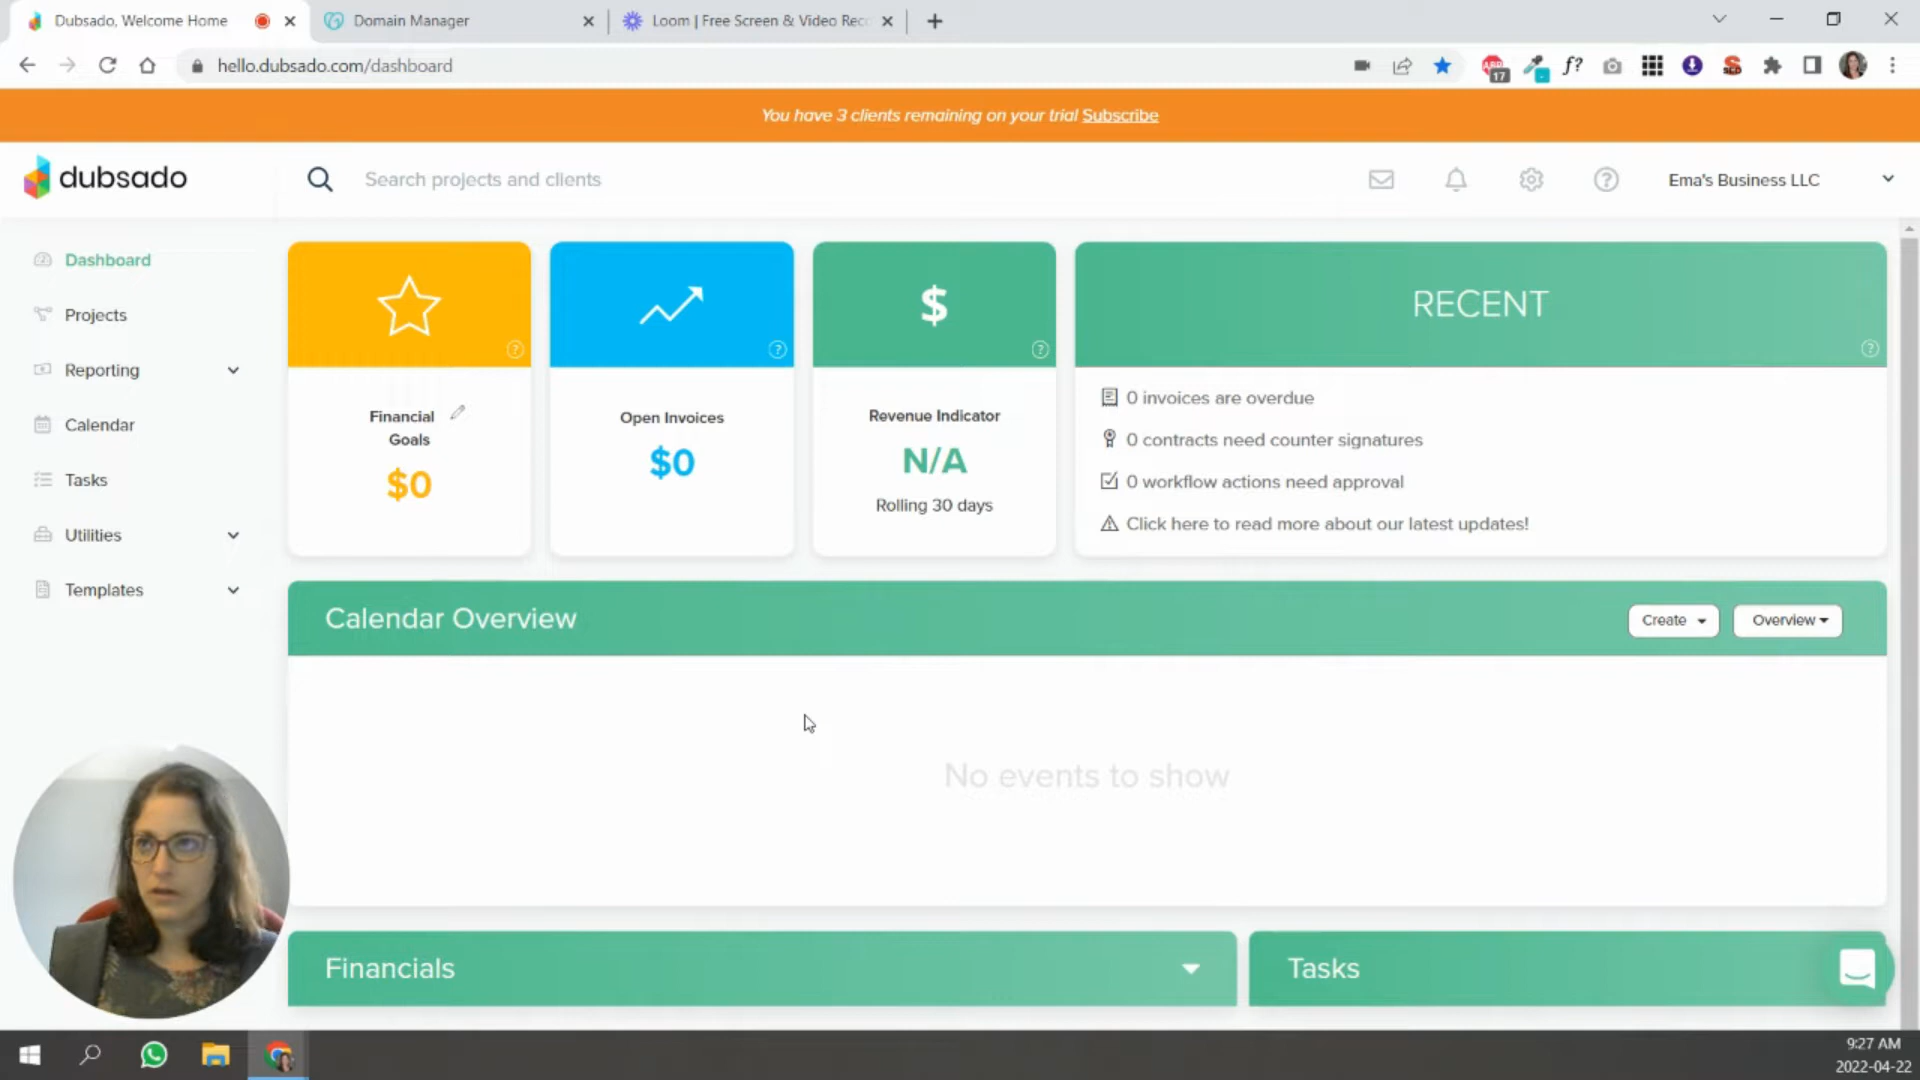 Dubsado, Welcome Home
Domain Manager
Loom | Free Screen & Video Rec
hello.dubsado.com/dashboard
ABP
17
f?
SEO
You have 3 clients remaining on your trial Subscribe
dubsado
Search projects and clients
Ema's Business LLC
Dashboard
Projects
Reporting
Calendar
Tasks
Utilities
Templates
Financial
Goals
$0
Open Invoices
$0
$
Revenue Indicator
N/A
Rolling 30 days
RECENT
0 invoices are overdue
0 contracts need counter signatures
0 workflow actions need approval
Click here to read more about our latest updates!
Calendar Overview
Create
Overview
No events to show
Financials
Tasks
9:27 AM
2022-04-22